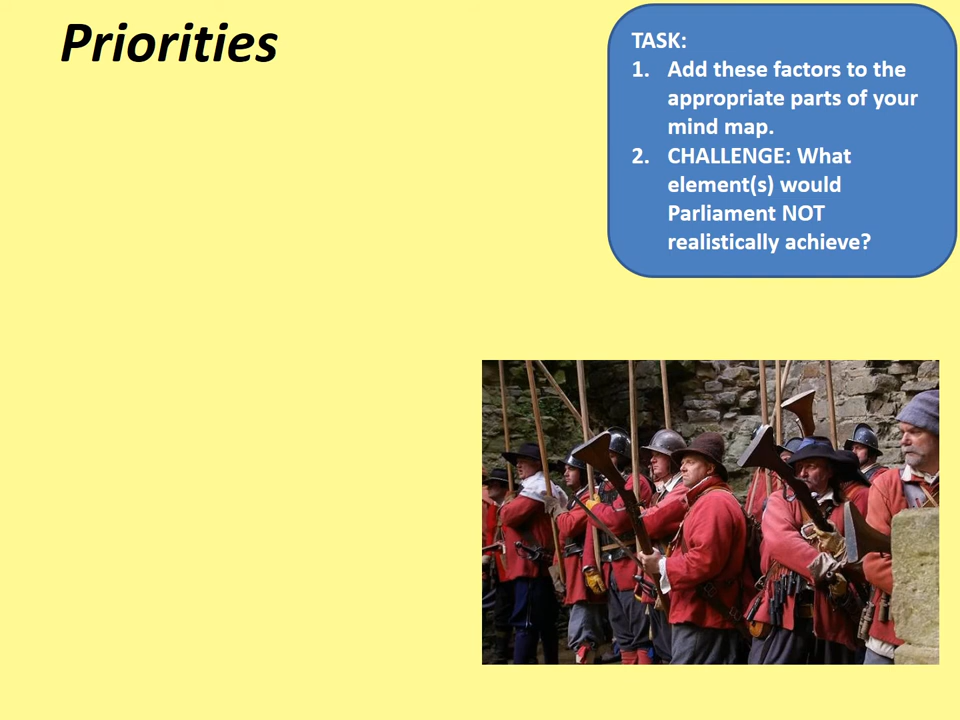 Priorities
TASK:
1. Add these factors to the
appropriate parts of your
mind map.
2. CHALLENGE: What
element(s) would
Parliament NOT
realistically achieve?